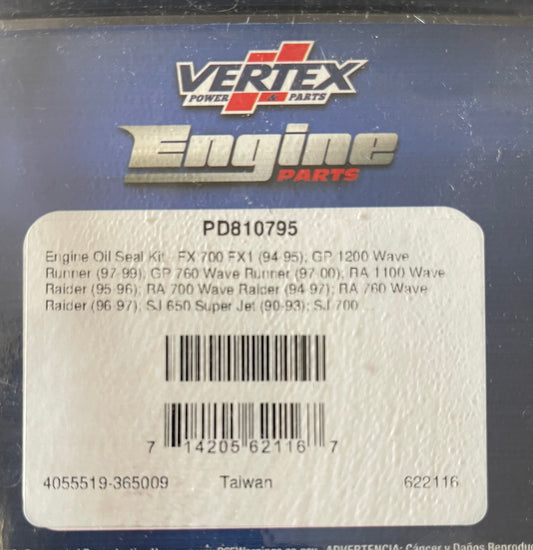 VERTEX
POWER & PARTS
Engine
PARTS
PD810795
Engine Oil Seal Kit - FX 700 FX1 (94-95); GP 1200 Wave
Runner (97-99); GP 760 Wave Runner (97-00); RA 1100 Wave
Raider (95-96); RA 700 Wave Raider (94-97); RA 760 Wave
Raider (96-97); SJ 650 Super Jet (90-93); SJ 700 ...
7 14205 62116 7
4055519-365009 Taiwan 622116
ADVERTENCIA: Cáncer y Daños Reproduc